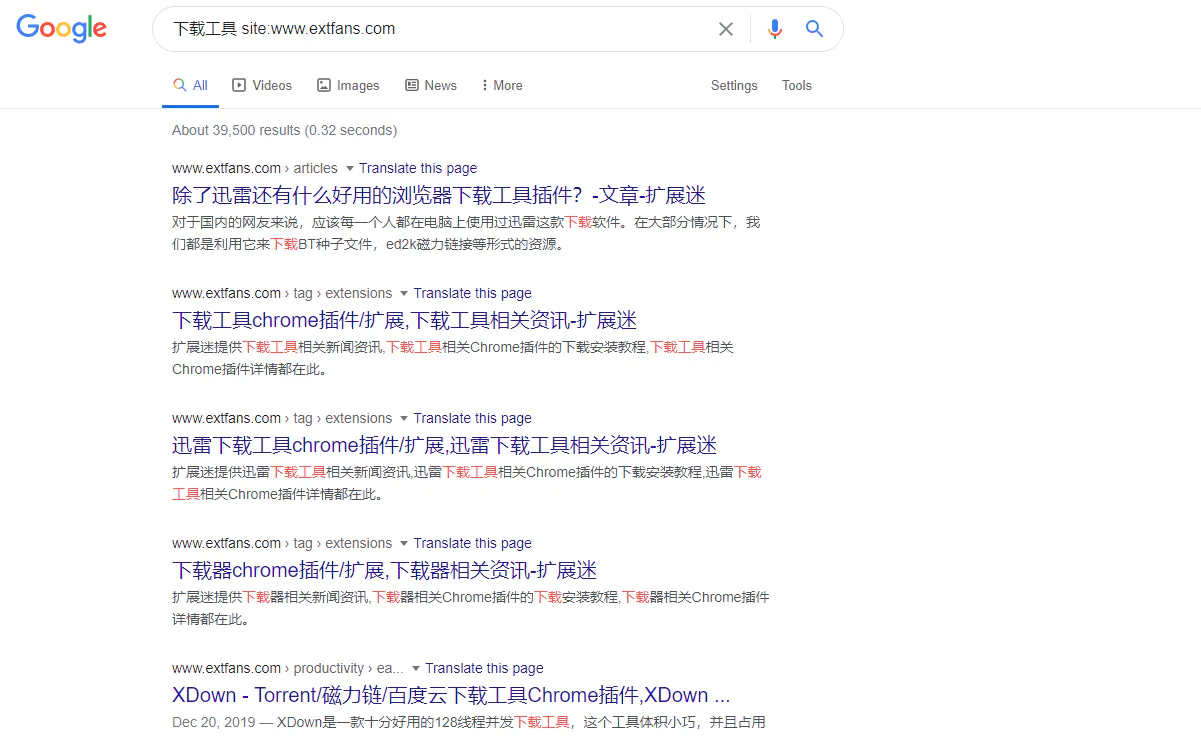 Google
下载工具 site:www.extfans.com
All Videos Images News More Settings Tools
About 39,500 results (0.32 seconds)
www.extfans.com › articles Translate this page
除了迅雷还有什么好用的浏览器下载工具插件？-文章-扩展迷
对于国内的网友来说，应该每一个人都在电脑上使用过迅雷这款下载软件。在大部分情况下，我
们都是利用它来下载BT种子文件，ed2k磁力链接等形式的资源。
www.extfans.com › tag › extensions Translate this page
下载工具chrome插件/扩展,下载工具相关资讯-扩展迷
扩展迷提供下载工具相关新闻资讯,下载工具相关Chrome插件的下载安装教程,下载工具相关
Chrome插件详情都在此。
www.extfans.com › tag › extensions Translate this page
迅雷下载工具chrome插件/扩展,迅雷下载工具相关资讯-扩展迷
扩展迷提供迅雷下载工具相关新闻资讯,迅雷下载工具相关Chrome插件的下载安装教程,迅雷下载
工具相关Chrome插件详情都在此。
www.extfans.com › tag › extensions Translate this page
下载器chrome插件/扩展,下载器相关资讯-扩展迷
扩展迷提供下载器相关新闻资讯,下载器相关Chrome插件的下载安装教程,下载器相关Chrome插件
详情都在此。
www.extfans.com › productivity › ea... Translate this page
XDown - Torrent/磁力链/百度云下载工具Chrome插件,XDown ...
Dec 20, 2019 — XDown是一款十分好用的128线程并发下载工具，这个工具体积小巧，并且占用